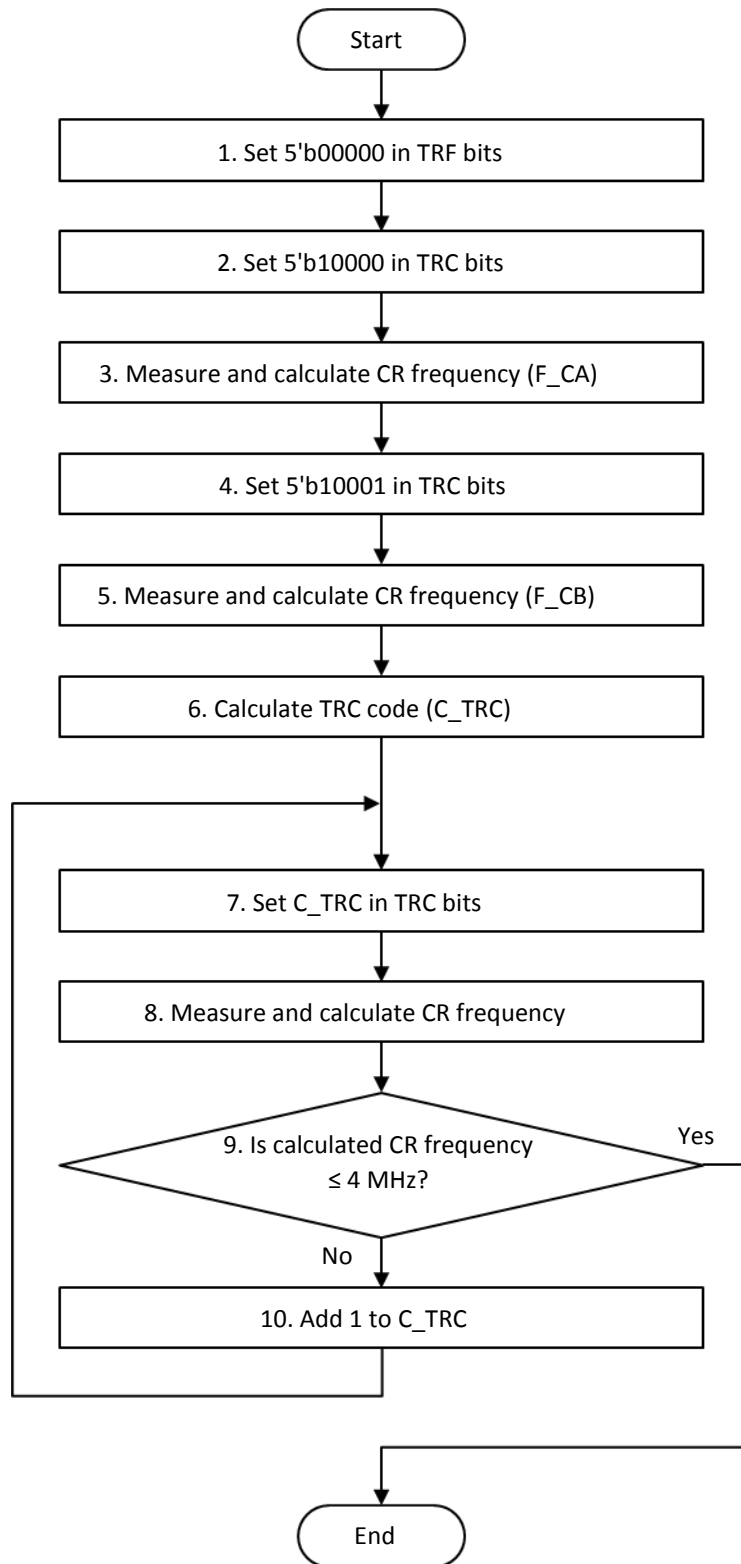 Start
1. Set 5'b00000 in TRF bits
2. Set 5'b10000 in TRC bits
3. Measure and calculate CR frequency (F_CA)
4. Set 5'b10001 in TRC bits
5. Measure and calculate CR frequency (F_CB)
6. Calculate TRC code (C_TRC)
7. Set C_TRC in TRC bits
8. Measure and calculate CR frequency
9. Is calculated CR frequency
≤ 4 MHz?
Yes
No
10. Add 1 to C_TRC
End